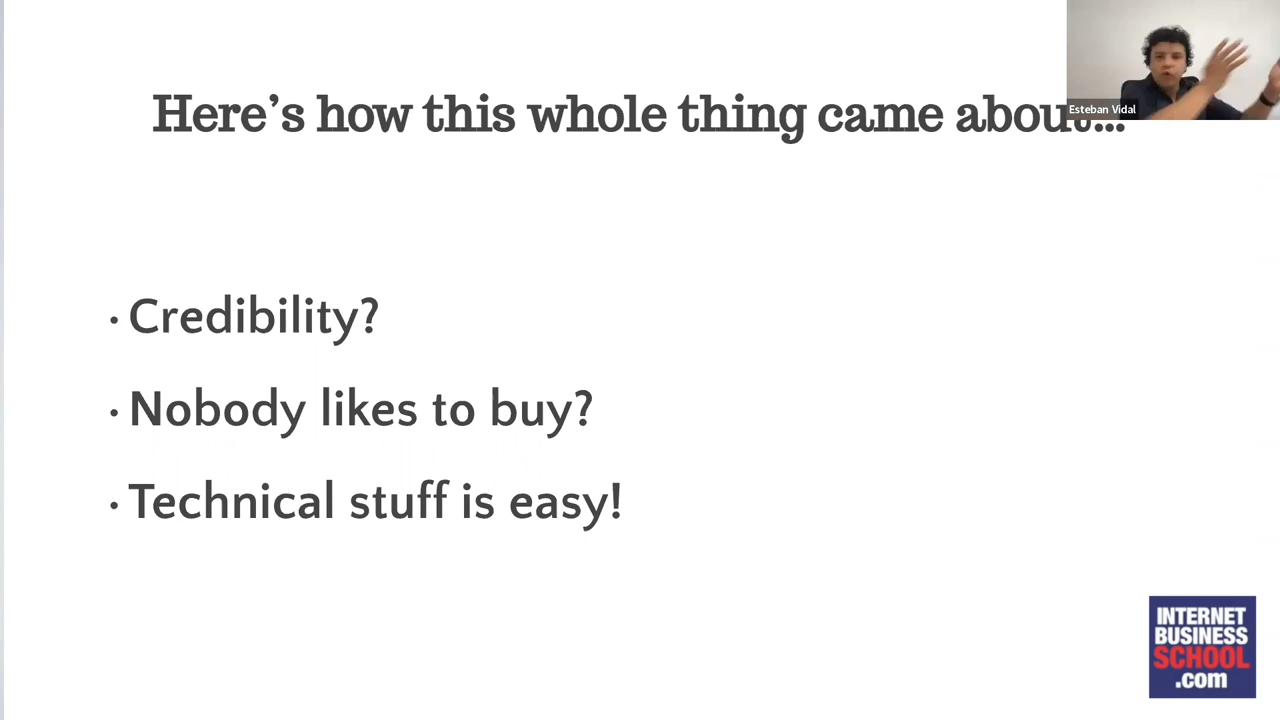 Here's how this whole thing came about...
Esteban Vidal
• Credibility?
• Nobody likes to buy?
• Technical stuff is easy!
INTERNET
BUSINESS
SCHOOL
.com